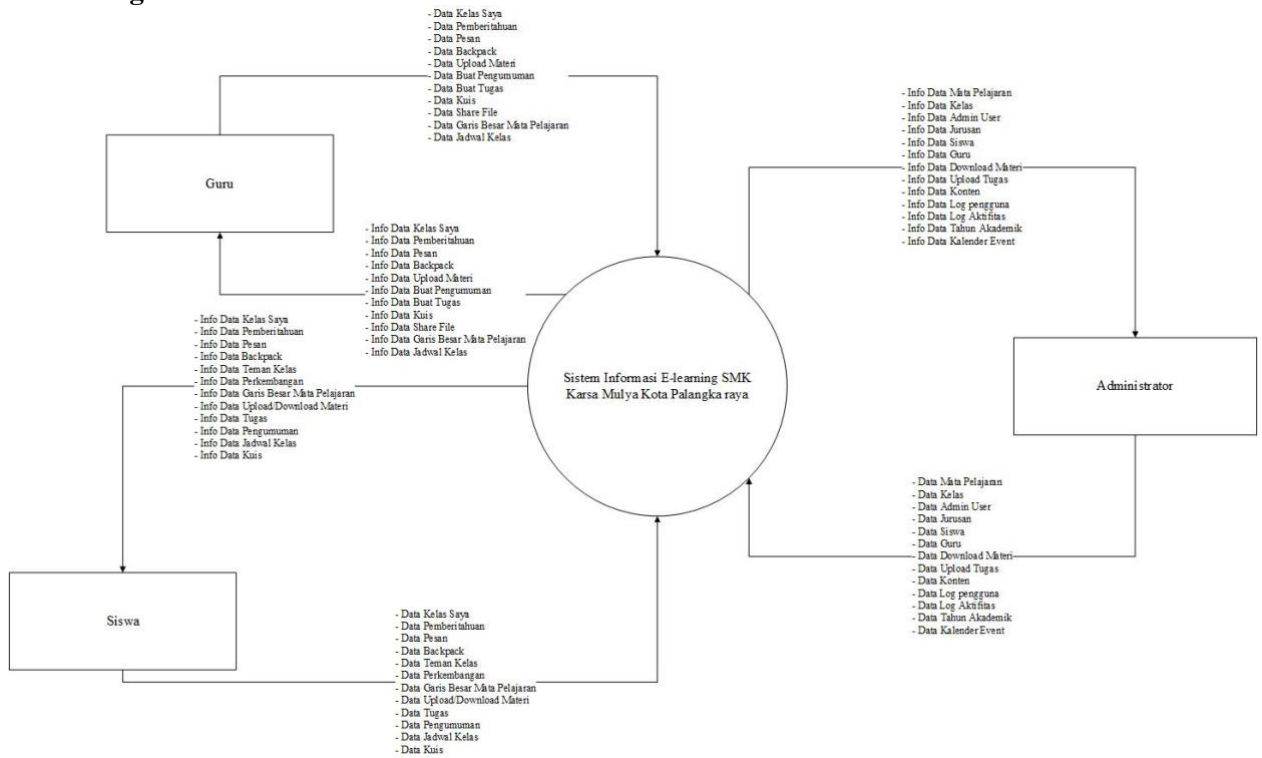 - Data Kelas Saya
- Data Pemberitahuan
- Data Pesan
- Data Backpack
- Data Upload Materi
- Data Buat Pengumuman
- Data Buat Tugas
- Data Kuis
- Data Share File
- Data Garis Besar Mata Pelajaran
- Data Jadwal Kelas
Guru
- Info Data Mata Pelajaran
- Info Data Kelas
- Info Data Admin User
- Info Data Jurusan
- Info Data Siswa
- Info Data Guru
- Info Data Download Materi
- Info Data Upload Tugas
- Info Data Konten
- Info Data Log pengguna
- Info Data Log Aktifitas
- Info Data Tahun Akademik
- Info Data Kalender Event
- Info Data Kelas Saya
- Info Data Pemberitahuan
- Info Data Pesan
- Info Data Backpack
- Info Data Upload Materi
- Info Data Buat Pengumuman
- Info Data Buat Tugas
- Info Data Kuis
- Info Data Share File
- Info Data Garis Besar Mata Pelajaran
- Info Data Jadwal Kelas
- Info Data Kelas Saya
- Info Data Pemberitahuan
- Info Data Pesan
- Info Data Backpack
- Info Data Teman Kelas
- Info Data Perkembangan
- Info Data Garis Besar Mata Pelajaran
- Info Data Upload/Download Materi
- Info Data Tugas
- Info Data Pengumuman
- Info Data Jadwal Kelas
- Info Data Kuis
Sistem Informasi E-learning SMK
Karsa Mulya Kota Palangka raya
Administrator
- Data Mata Pelajaran
- Data Kelas
- Data Admin User
- Data Jurusan
- Data Siswa
- Data Guru
- Data Download Materi
- Data Upload Tugas
- Data Konten
- Data Log pengguna
- Data Log Aktifitas
- Data Tahun Akademik
- Data Kalender Event
Siswa
- Data Kelas Saya
- Data Pemberitahuan
- Data Pesan
- Data Backpack
- Data Teman Kelas
- Data Perkembangan
- Data Garis Besar Mata Pelajaran
- Data Upload/Download Materi
- Data Tugas
- Data Pengumuman
- Data Jadwal Kelas
- Data Kuis